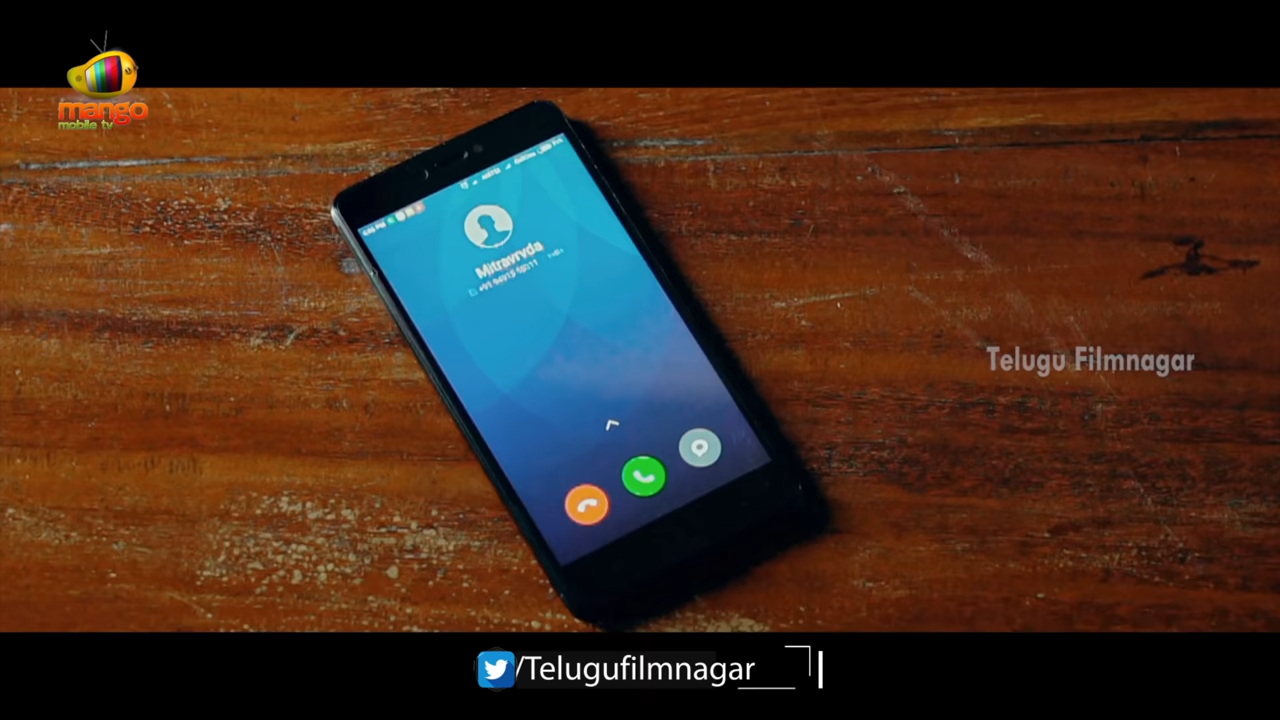 mango
mobile tv
Mitravrvda
Telugu Filmnagar
/Telugufilmnagar